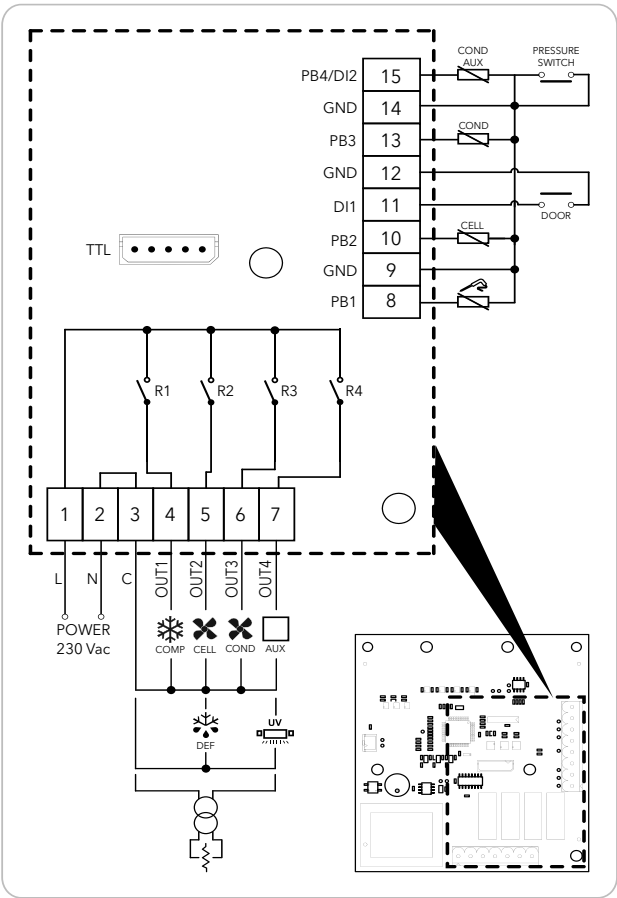 COND
AUX
PRESSURE
SWITCH
PB4/DI2 15
GND 14
COND
PB3 13
GND 12
DI1 11
DOOR
CELL
PB2 10
GND 9
PB1 8
TTL
R1 R2 R3 R4
1 2 3 4 5 6 7
L N C OUT1 OUT2 OUT3 OUT4
POWER
230 Vac
COMP CELL COND AUX
DEF
UV